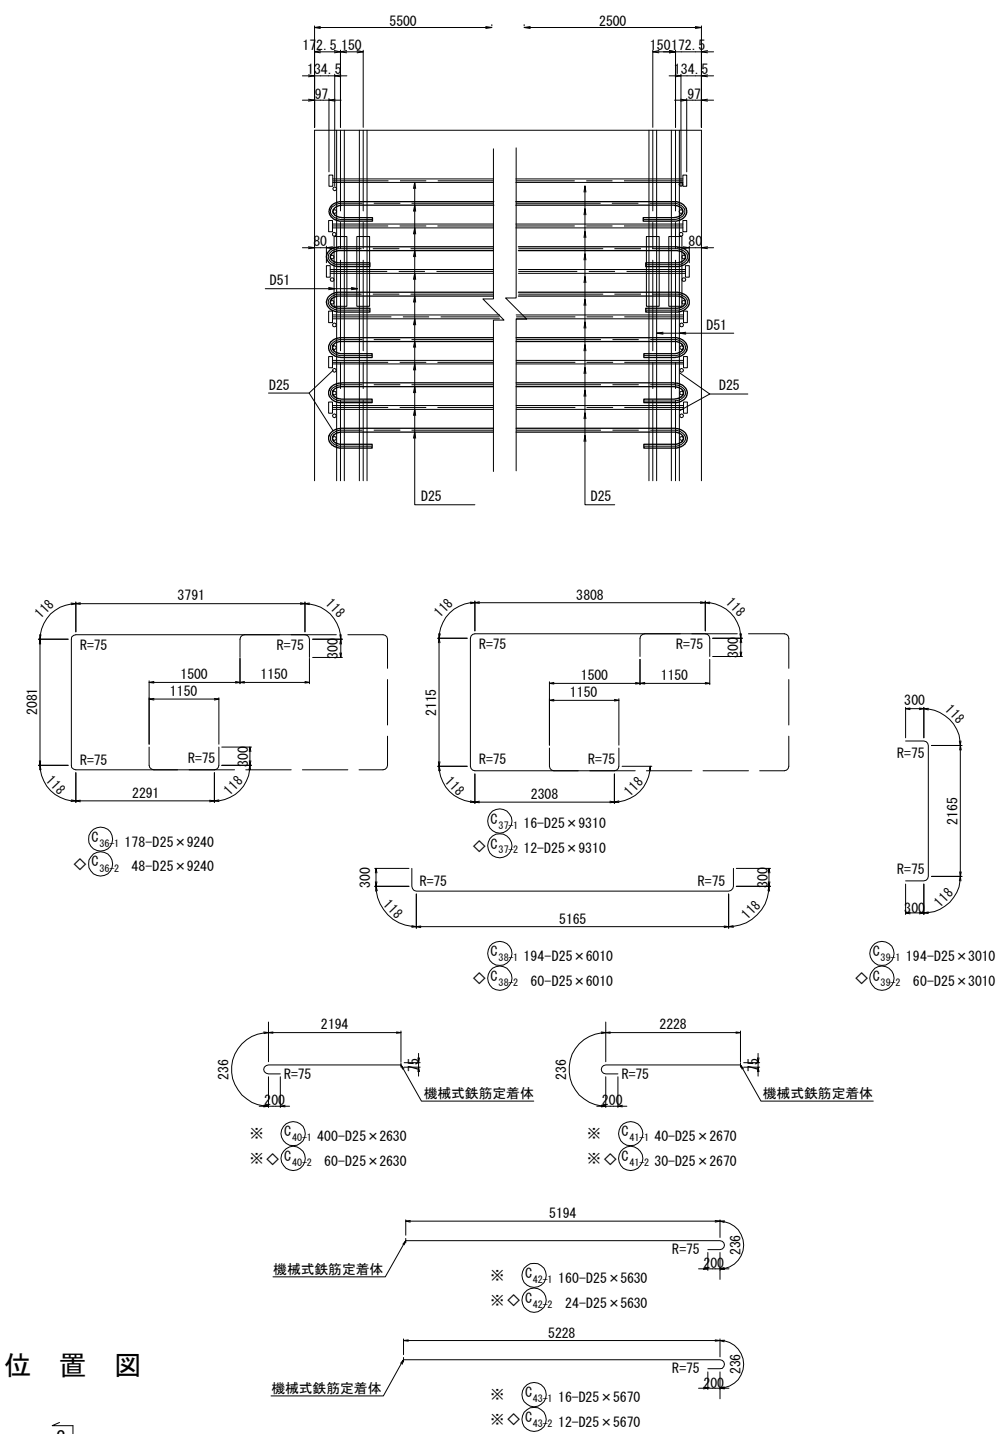 5500 2500
172.5 150 150 172.5
134.5 134.5
97 97
80 80
D51
D51
D25 D25
D25 D25
3791
118 118
R=75 R=75
300
1500 1150
1150
2081
R=75 R=75
300
118 118
2291
C36-1 178-D25×9240
◇C36-2 48-D25×9240
3808
118 118
R=75 R=75
300
1500 1150
1150
2115
R=75 R=75
118 118
2308
C37-1 16-D25×9310
◇C37-2 12-D25×9310
300
118
R=75
2165
R=75
300 118
C39-1 194-D25×3010
◇C39-2 60-D25×3010
300 R=75 R=75 300
118 118
5165
C38-1 194-D25×6010
◇C38-2 60-D25×6010
2194
236 75
R=75
200
機械式鉄筋定着体
※ C40-1 400-D25×2630
※◇C40-2 60-D25×2630
2228
236 75
R=75
200
機械式鉄筋定着体
※ C41-1 40-D25×2670
※◇C41-2 30-D25×2670
5194
R=75 236
200
機械式鉄筋定着体
※ C42-1 160-D25×5630
※◇C42-2 24-D25×5630
5228
R=75 236
200
機械式鉄筋定着体
※ C43-1 16-D25×5670
※◇C43-2 12-D25×5670
位 置 図